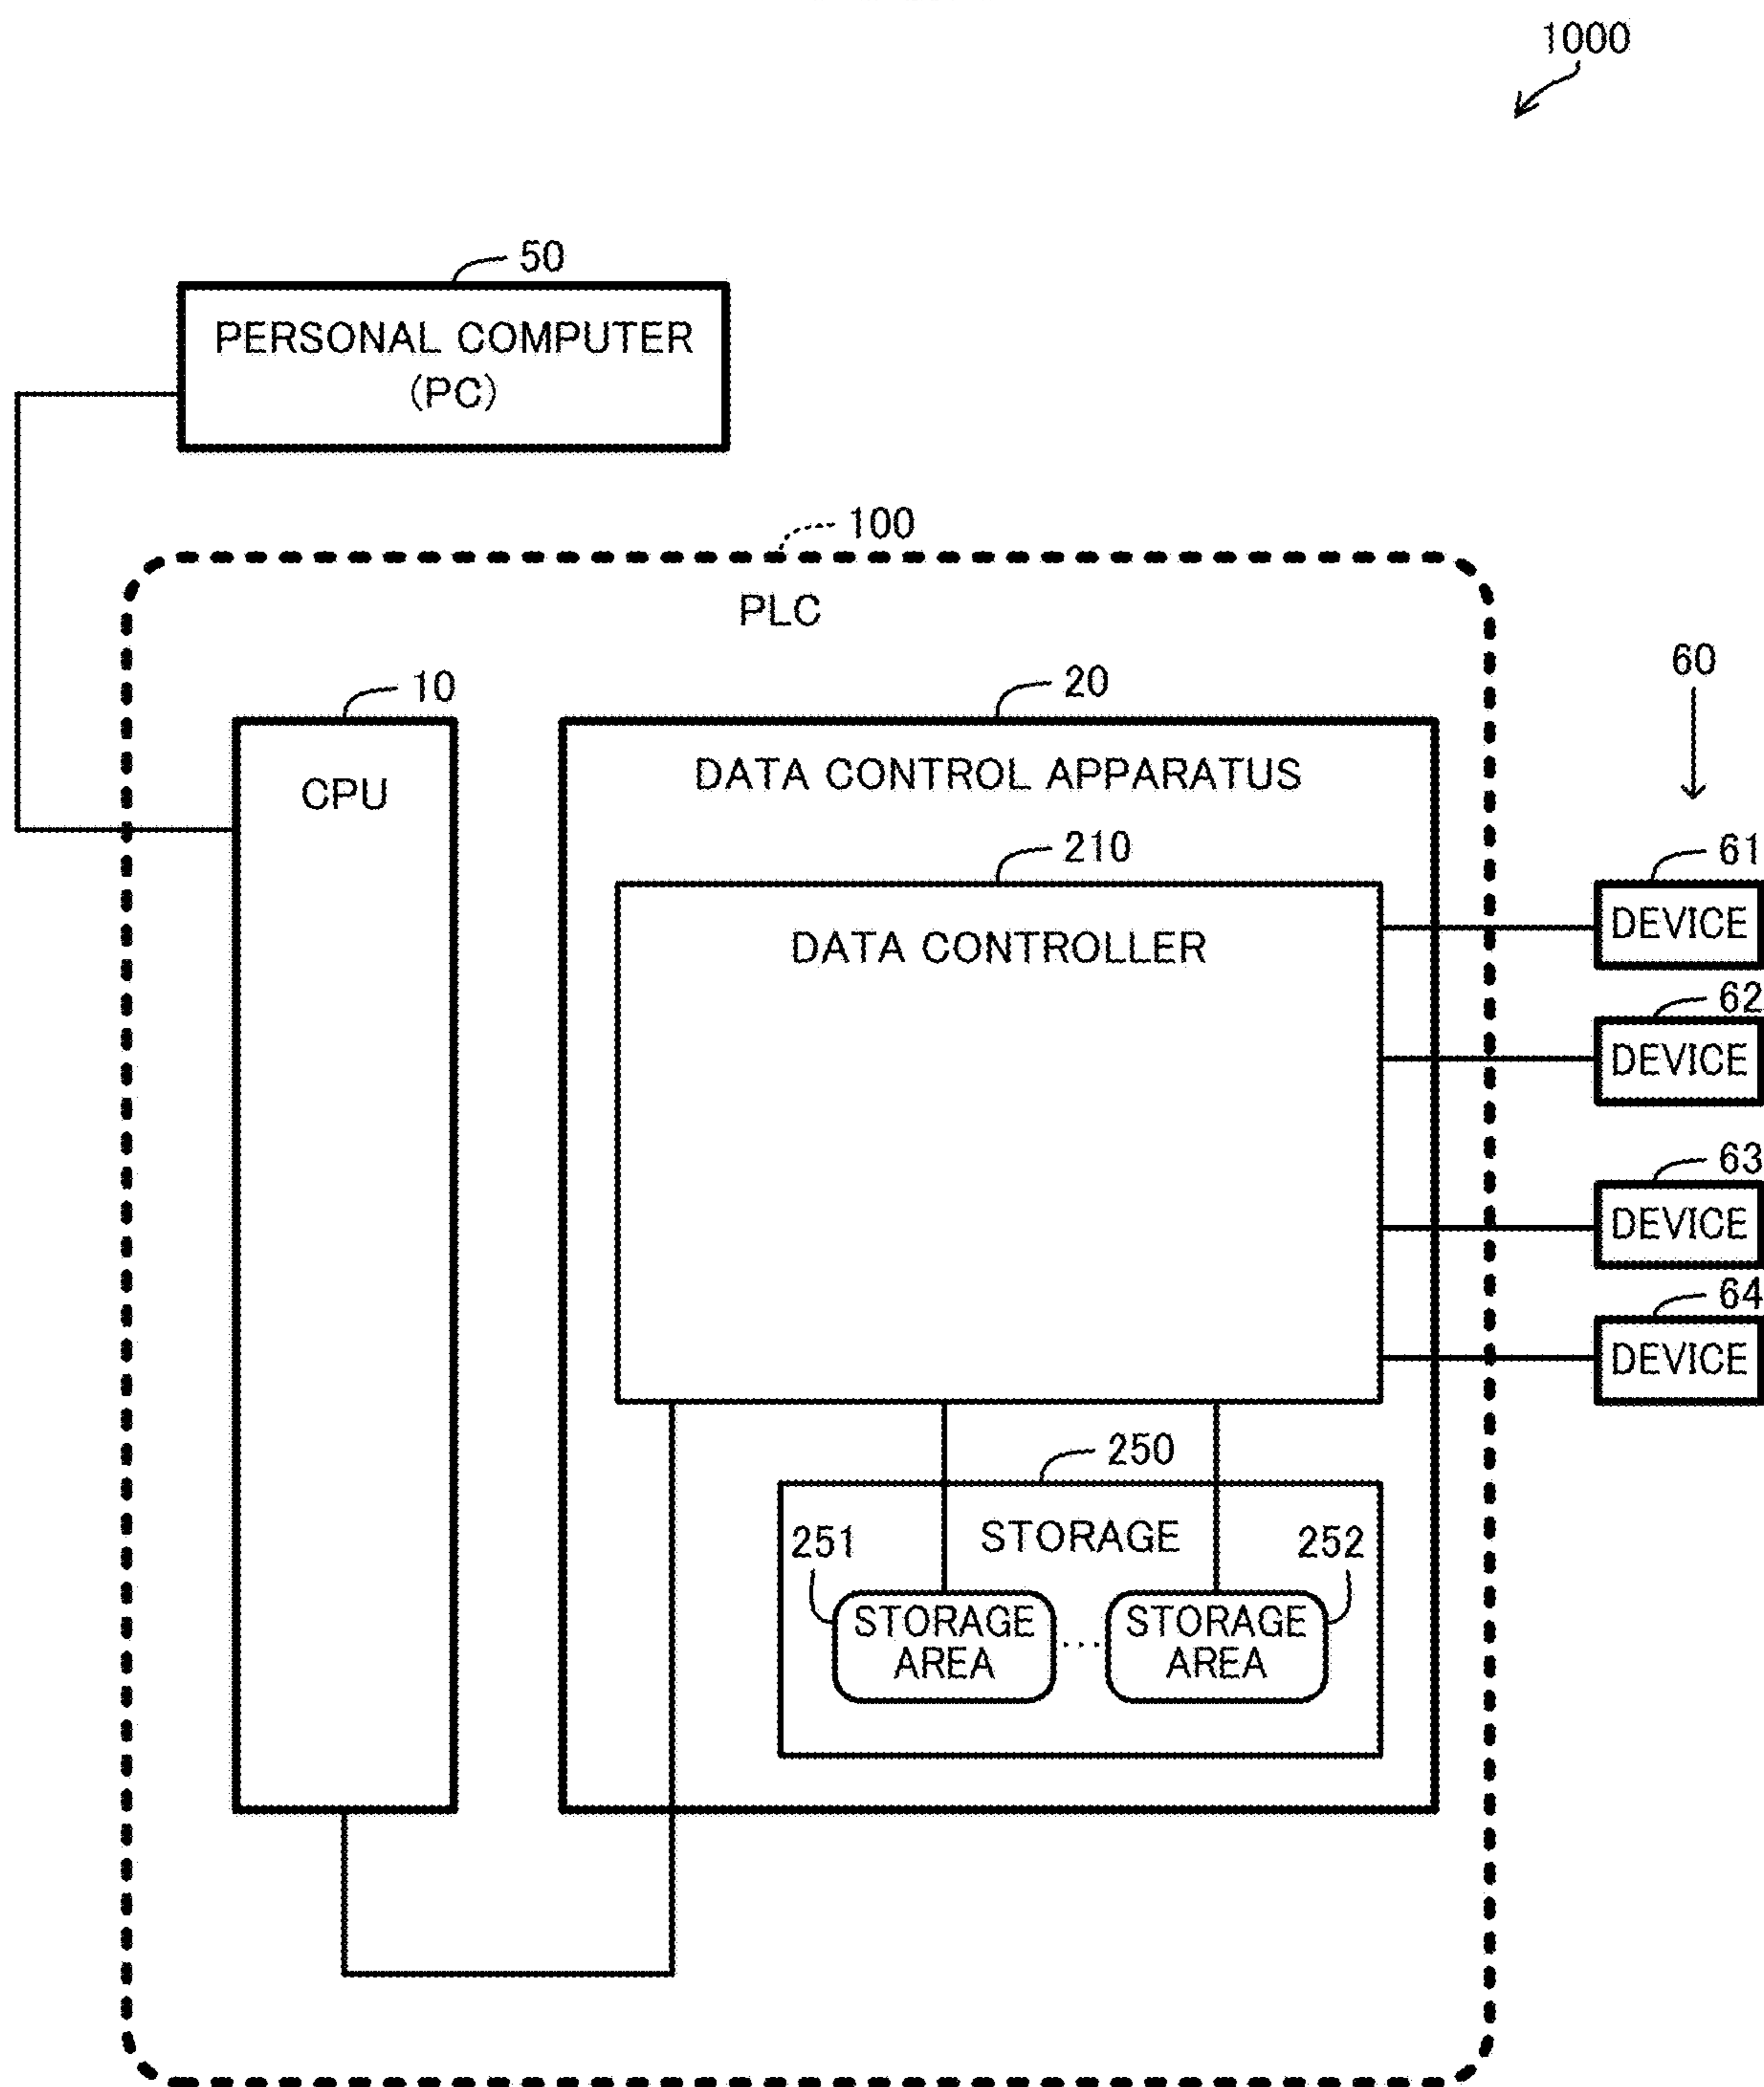 1000
50
PERSONAL COMPUTER
(PC)
100
PLC
10
CPU
20
DATA CONTROL APPARATUS
210
DATA CONTROLLER
60
61
DEVICE
62
DEVICE
63
DEVICE
64
DEVICE
250
STORAGE
251
252
STORAGE
AREA
...
STORAGE
AREA